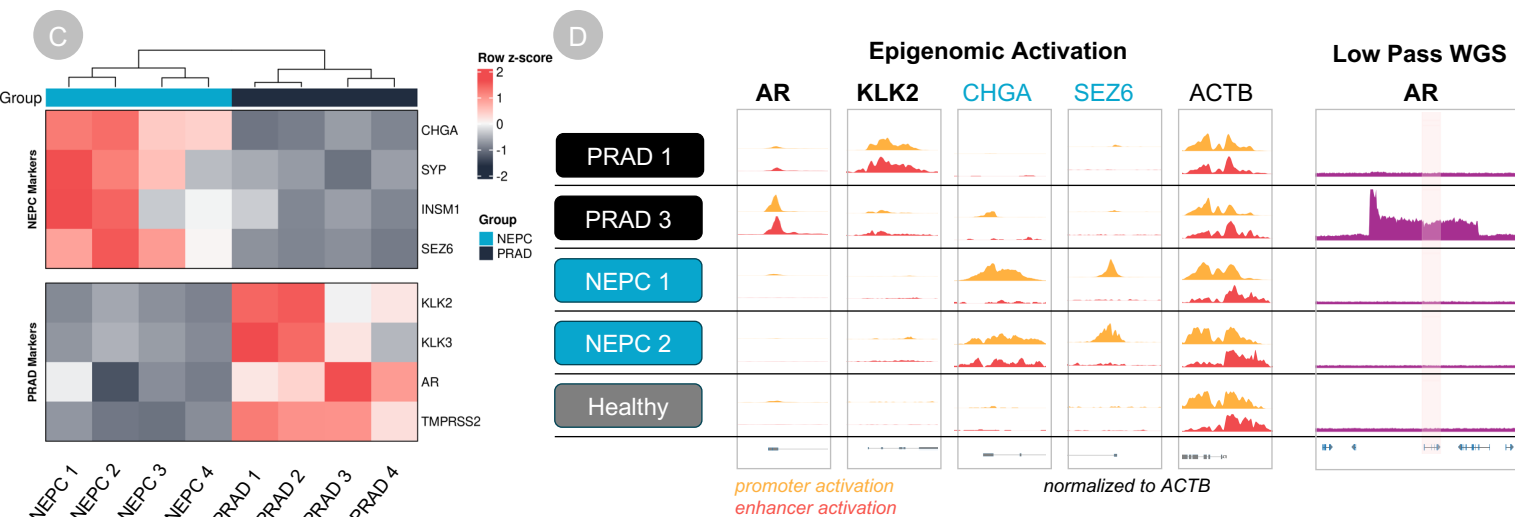 C
Group
NEPC Markers
CHGA
SYP
INSM1
SEZ6
PRAD Markers
KLK2
KLK3
AR
TMPRSS2
NEPC 1
NEPC 2
NEPC 3
NEPC 4
PRAD 1
PRAD 2
PRAD 3
PRAD 4
Row z-score
2
1
0
-1
-2
Group
NEPC
PRAD
D
Epigenomic Activation
Low Pass WGS
AR KLK2 CHGA SEZ6 ACTB AR
PRAD 1
PRAD 3
NEPC 1
NEPC 2
Healthy
promoter activation
enhancer activation
normalized to ACTB